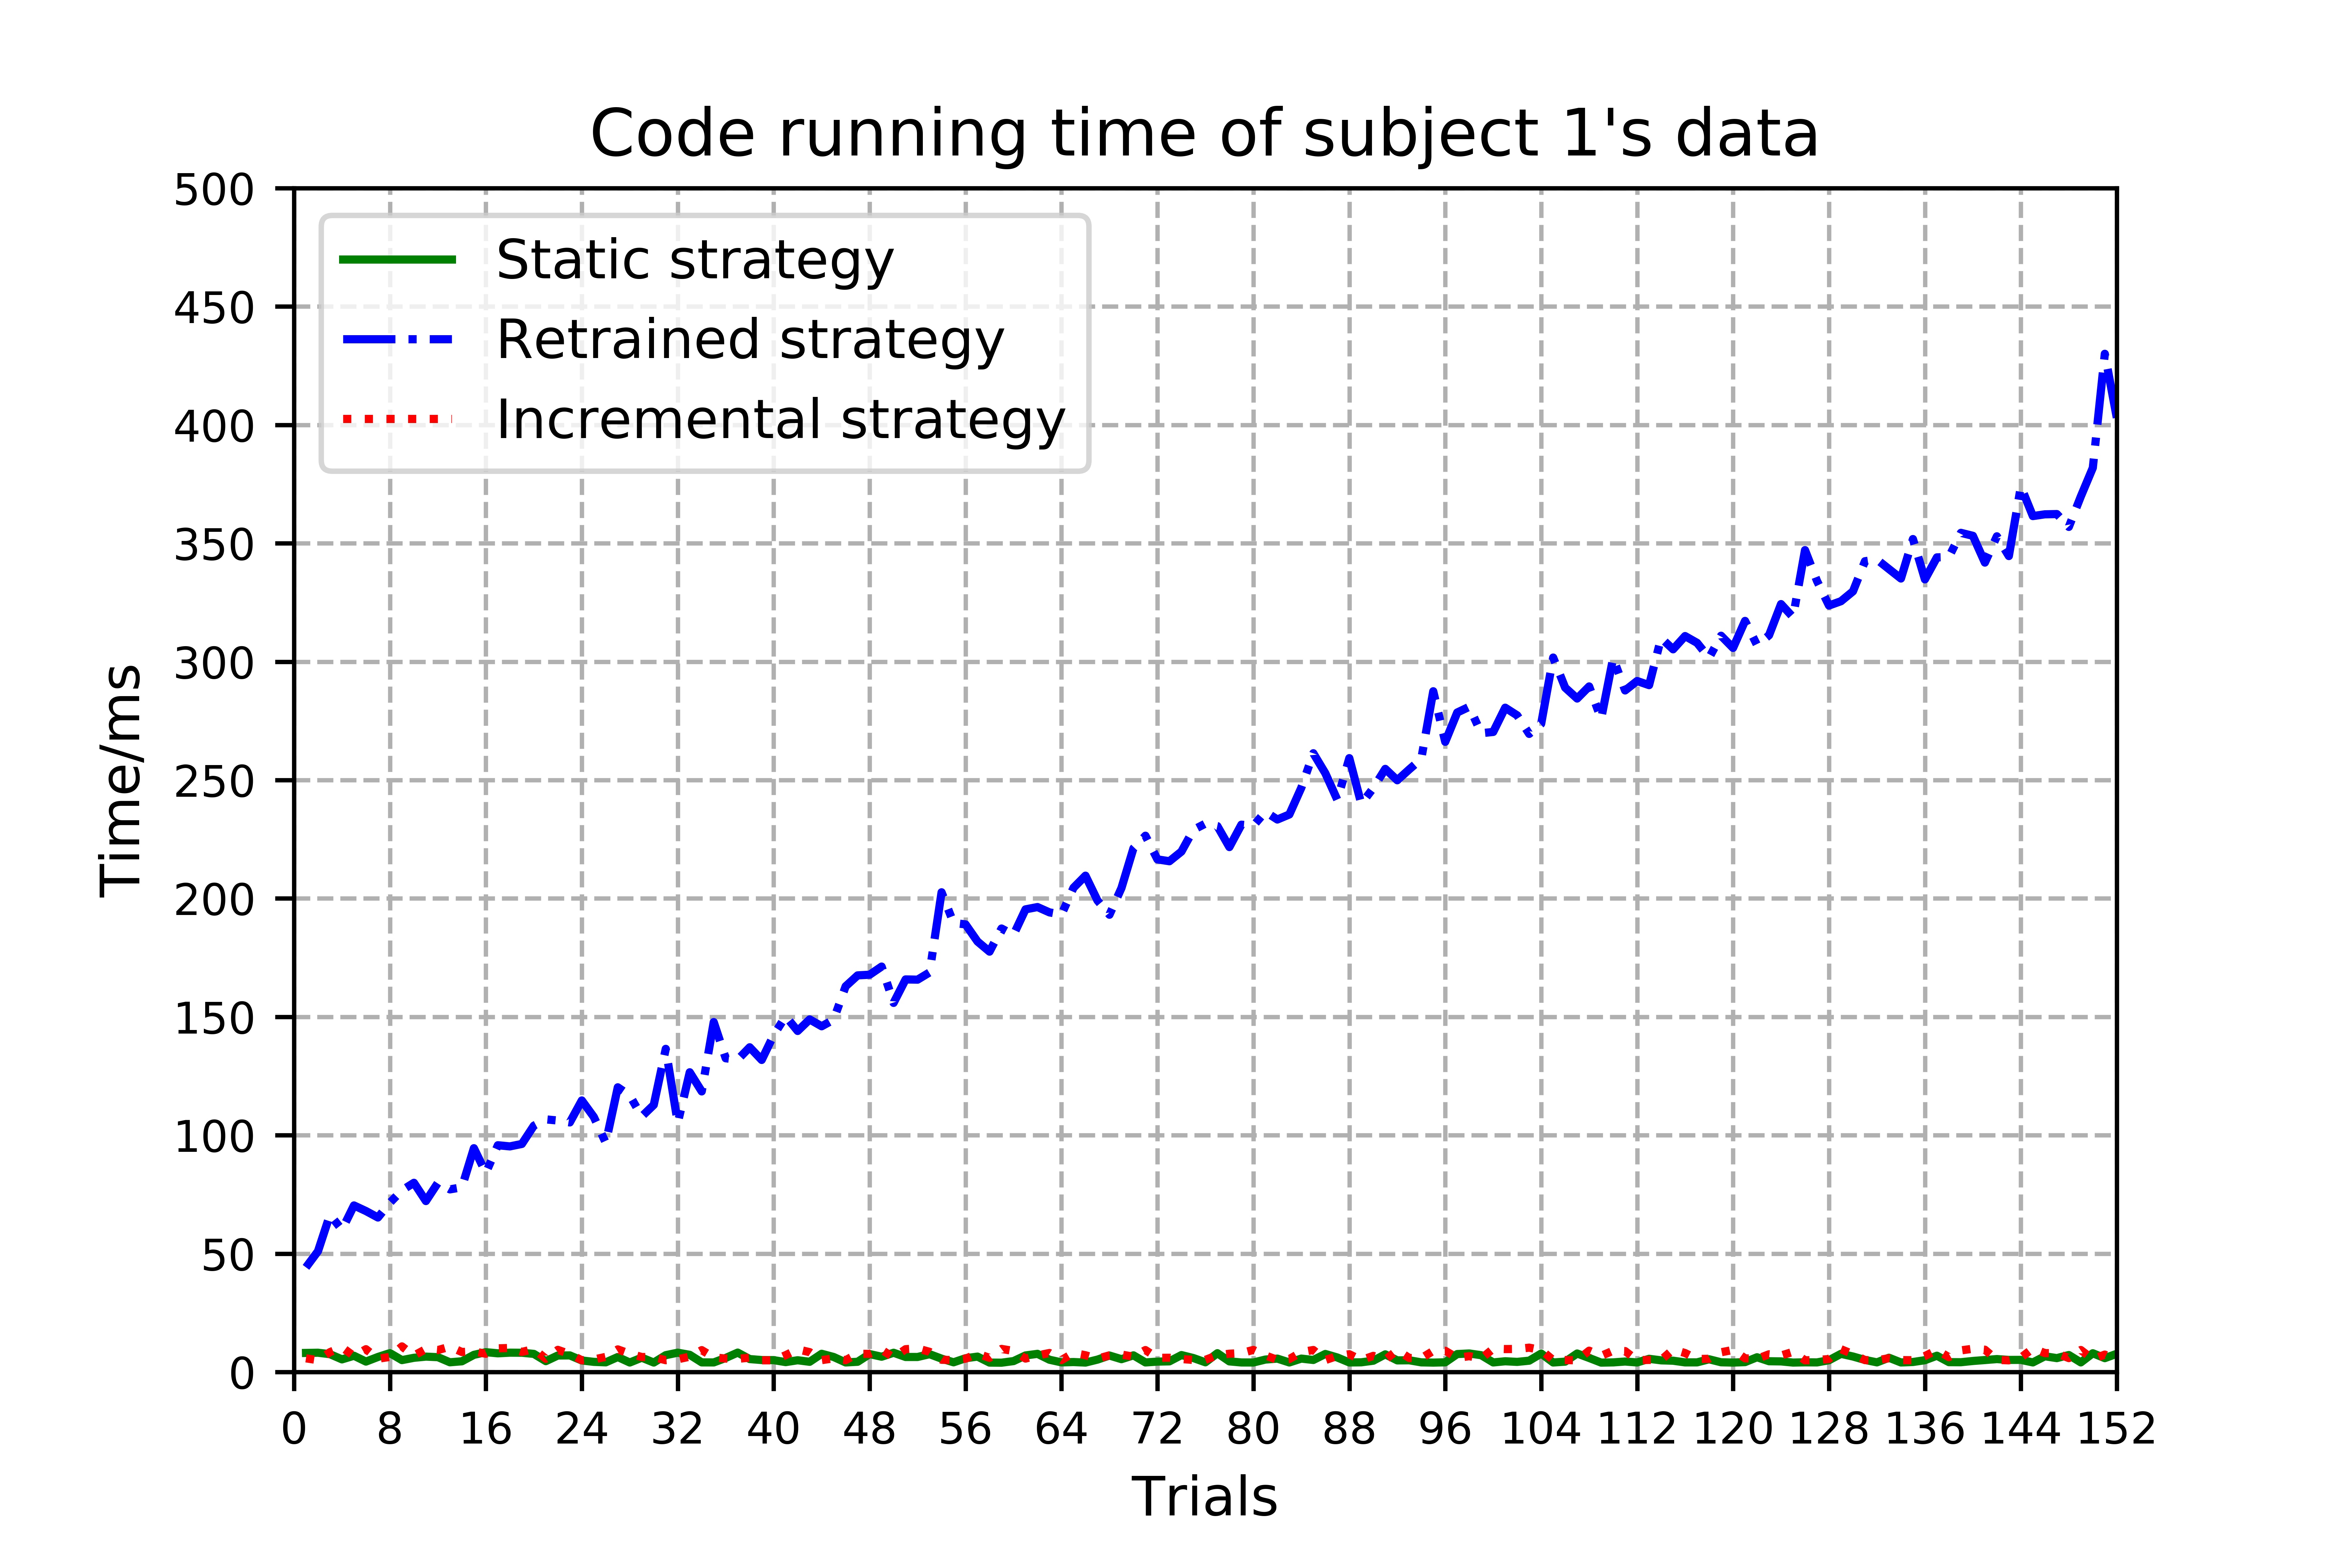 Code running time of subject 1's data
500
450
400
350
300
250
200
150
100
50
0
Time/ms
Static strategy
Retrained strategy
Incremental strategy
0 8 16 24 32 40 48 56 64 72 80 88 96 104 112 120 128 136 144 152
Trials